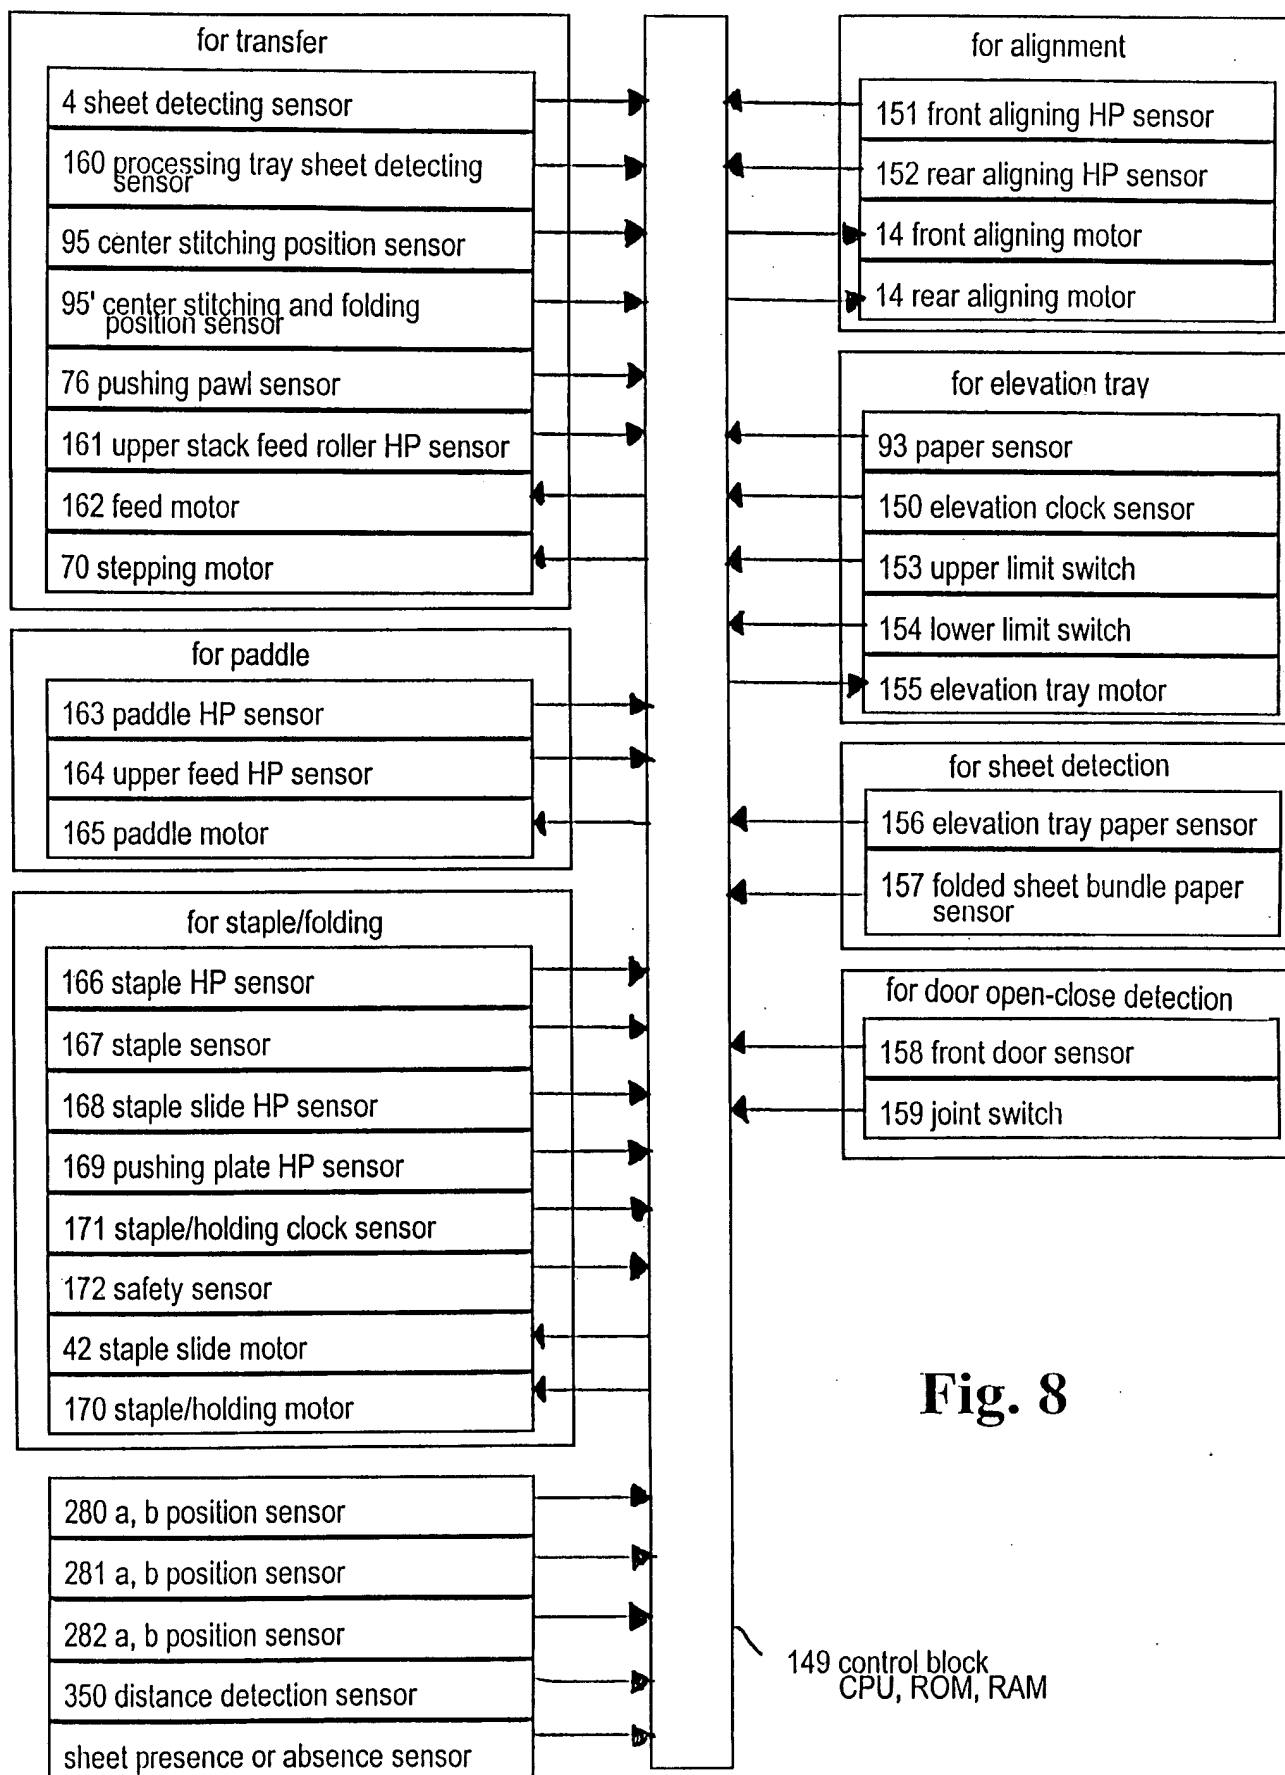 for transfer
4 sheet detecting sensor
160 processing tray sheet detecting
sensor
95 center stitching position sensor
95' center stitching and folding
position sensor
76 pushing pawl sensor
161 upper stack feed roller HP sensor
162 feed motor
70 stepping motor
for paddle
163 paddle HP sensor
164 upper feed HP sensor
165 paddle motor
for staple/folding
166 staple HP sensor
167 staple sensor
168 staple slide HP sensor
169 pushing plate HP sensor
171 staple/holding clock sensor
172 safety sensor
42 staple slide motor
170 staple/holding motor
280 a, b position sensor
281 a, b position sensor
282 a, b position sensor
350 distance detection sensor
sheet presence or absence sensor
for alignment
151 front aligning HP sensor
152 rear aligning HP sensor
14 front aligning motor
14 rear aligning motor
for elevation tray
93 paper sensor
150 elevation clock sensor
153 upper limit switch
154 lower limit switch
155 elevation tray motor
for sheet detection
156 elevation tray paper sensor
157 folded sheet bundle paper
sensor
for door open-close detection
158 front door sensor
159 joint switch
Fig. 8
149 control block
CPU, ROM, RAM